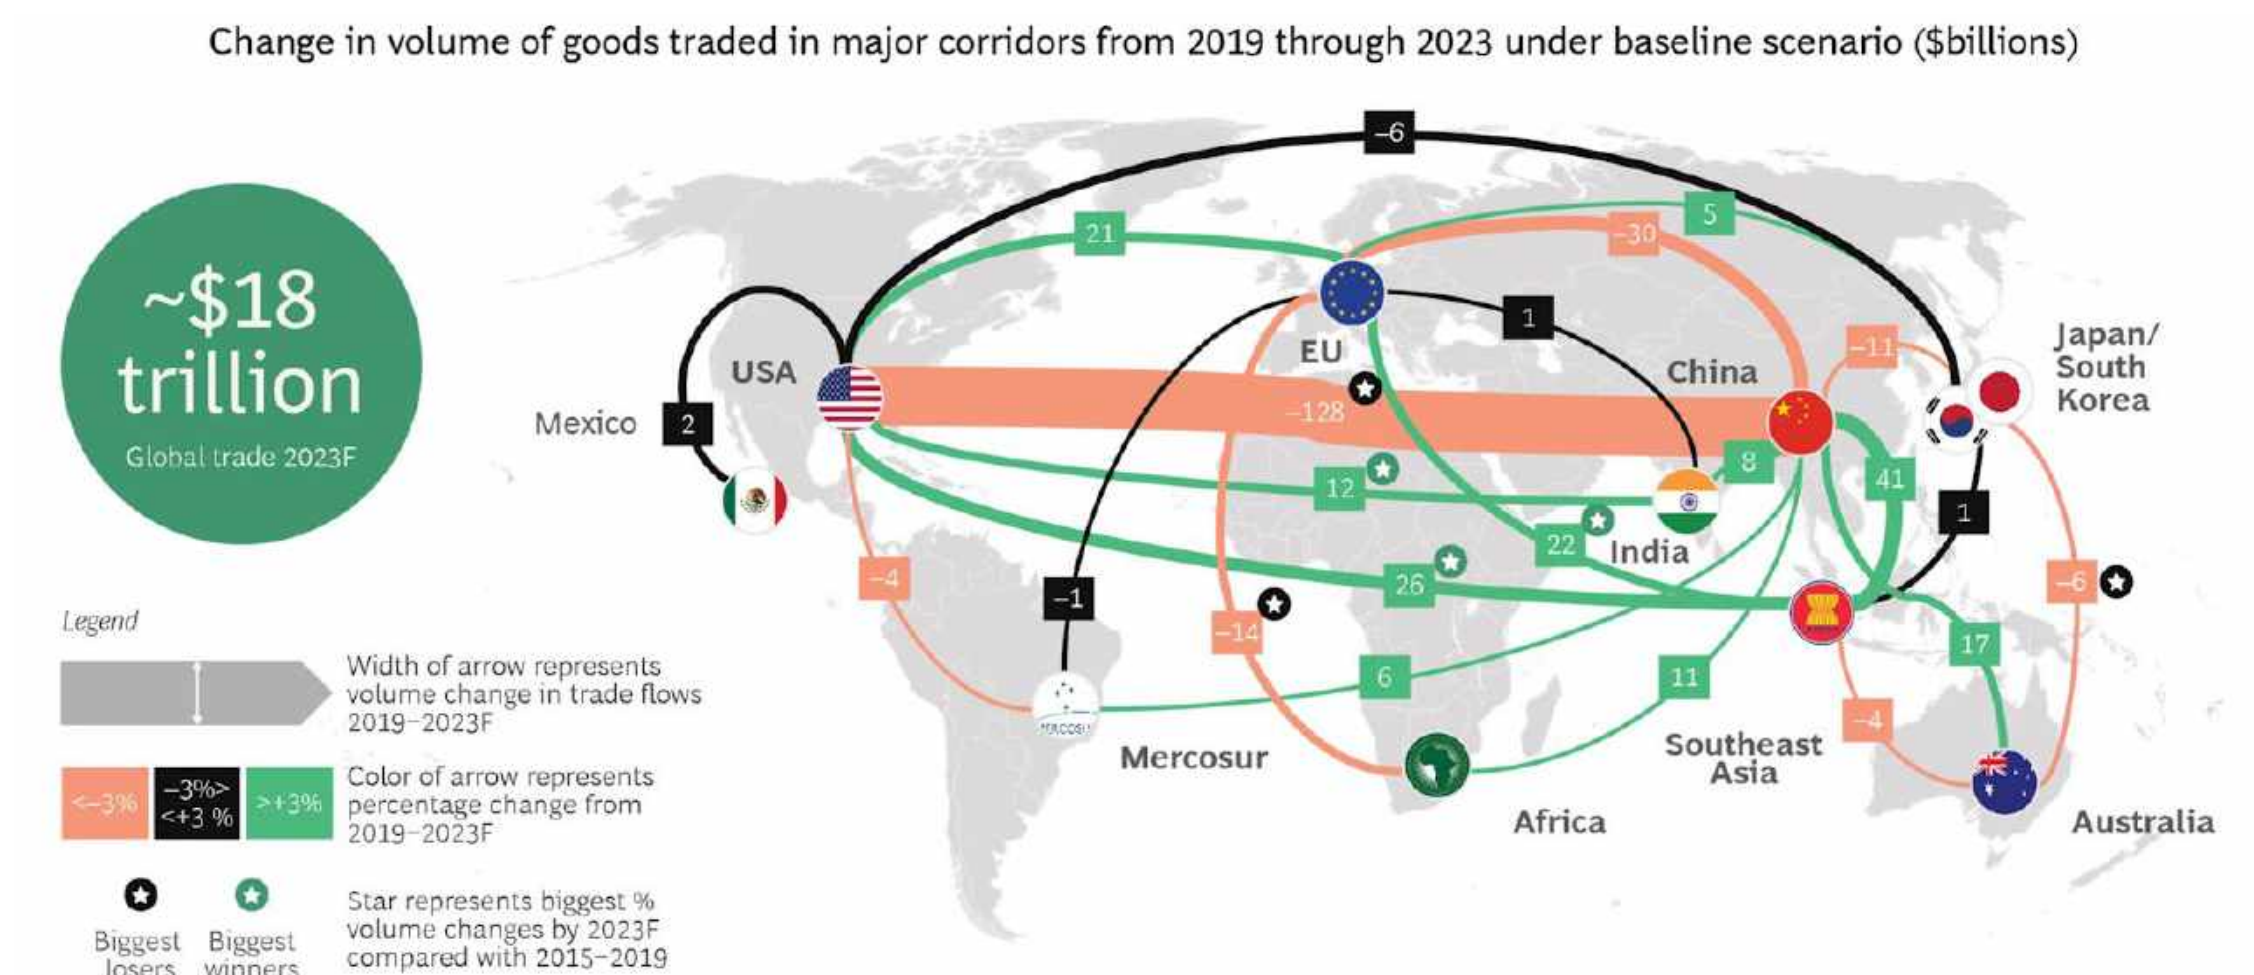 Change in volume of goods traded in major corridors from 2019 through 2023 under baseline scenario ($billions)
~$18
trillion
Global trade 2023F
–6
5
21
–30
1
EU
China
–11
Japan/
South
Korea
USA
Mexico
2
–128
8
41
12
1
22
India
26
–4
–1
–14
–6
17
6
11
–4
MERCOSU
Mercosur
Southeast
Asia
Africa
Australia
Legend
Width of arrow represents
volume change in trade flows
2019–2023F
<–3%
–3%>
<+3 %
>+3%
Color of arrow represents
percentage change from
2019–2023F
Biggest
losers
Biggest
winners
Star represents biggest %
volume changes by 2023F
compared with 2015–2019